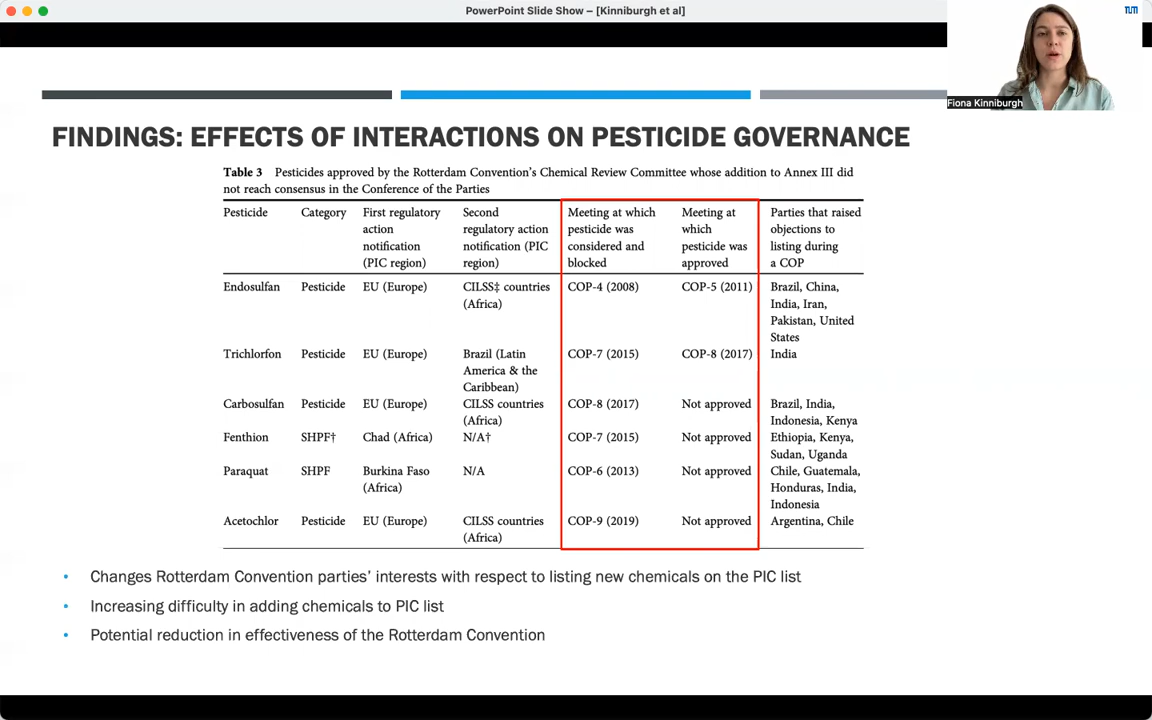 PowerPoint Slide Show – [Kinniburgh et al]
TUM
Fiona Kinniburgh
FINDINGS: EFFECTS OF INTERACTIONS ON PESTICIDE GOVERNANCE
Table 3 Pesticides approved by the Rotterdam Convention's Chemical Review Committee whose addition to Annex III did
not reach consensus in the Conference of the Parties
Pesticide Category First regulatory Second Meeting at which Meeting at Parties that raised
action regulatory action pesticide was which objections to
notification notification (PIC considered and pesticide was listing during
(PIC region) region) blocked approved a COP
Endosulfan Pesticide EU (Europe) CILSS‡ countries COP-4 (2008) COP-5 (2011) Brazil, China,
(Africa) India, Iran,
Pakistan, United
States
Trichlorfon Pesticide EU (Europe) Brazil (Latin COP-7 (2015) COP-8 (2017) India
America & the
Caribbean)
Carbosulfan Pesticide EU (Europe) CILSS countries COP-8 (2017) Not approved Brazil, India,
(Africa) Indonesia, Kenya
Fenthion SHPF† Chad (Africa) N/A† COP-7 (2015) Not approved Ethiopia, Kenya,
Sudan, Uganda
Paraquat SHPF Burkina Faso N/A COP-6 (2013) Not approved Chile, Guatemala,
(Africa) Honduras, India,
Indonesia
Acetochlor Pesticide EU (Europe) CILSS countries COP-9 (2019) Not approved Argentina, Chile
(Africa)
• Changes Rotterdam Convention parties' interests with respect to listing new chemicals on the PIC list
• Increasing difficulty in adding chemicals to PIC list
• Potential reduction in effectiveness of the Rotterdam Convention